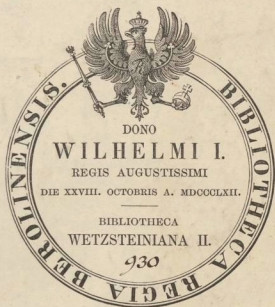 BIBLIOTHECA REGIA BEROLINENSIS.
DONO
WILHELMI I.
REGIS AUGUSTISSIMI
DIE XXVIII. OCTOBRIS A. MDCCCLXII.
BIBLIOTHECA
WETZSTEINIANA II.
930